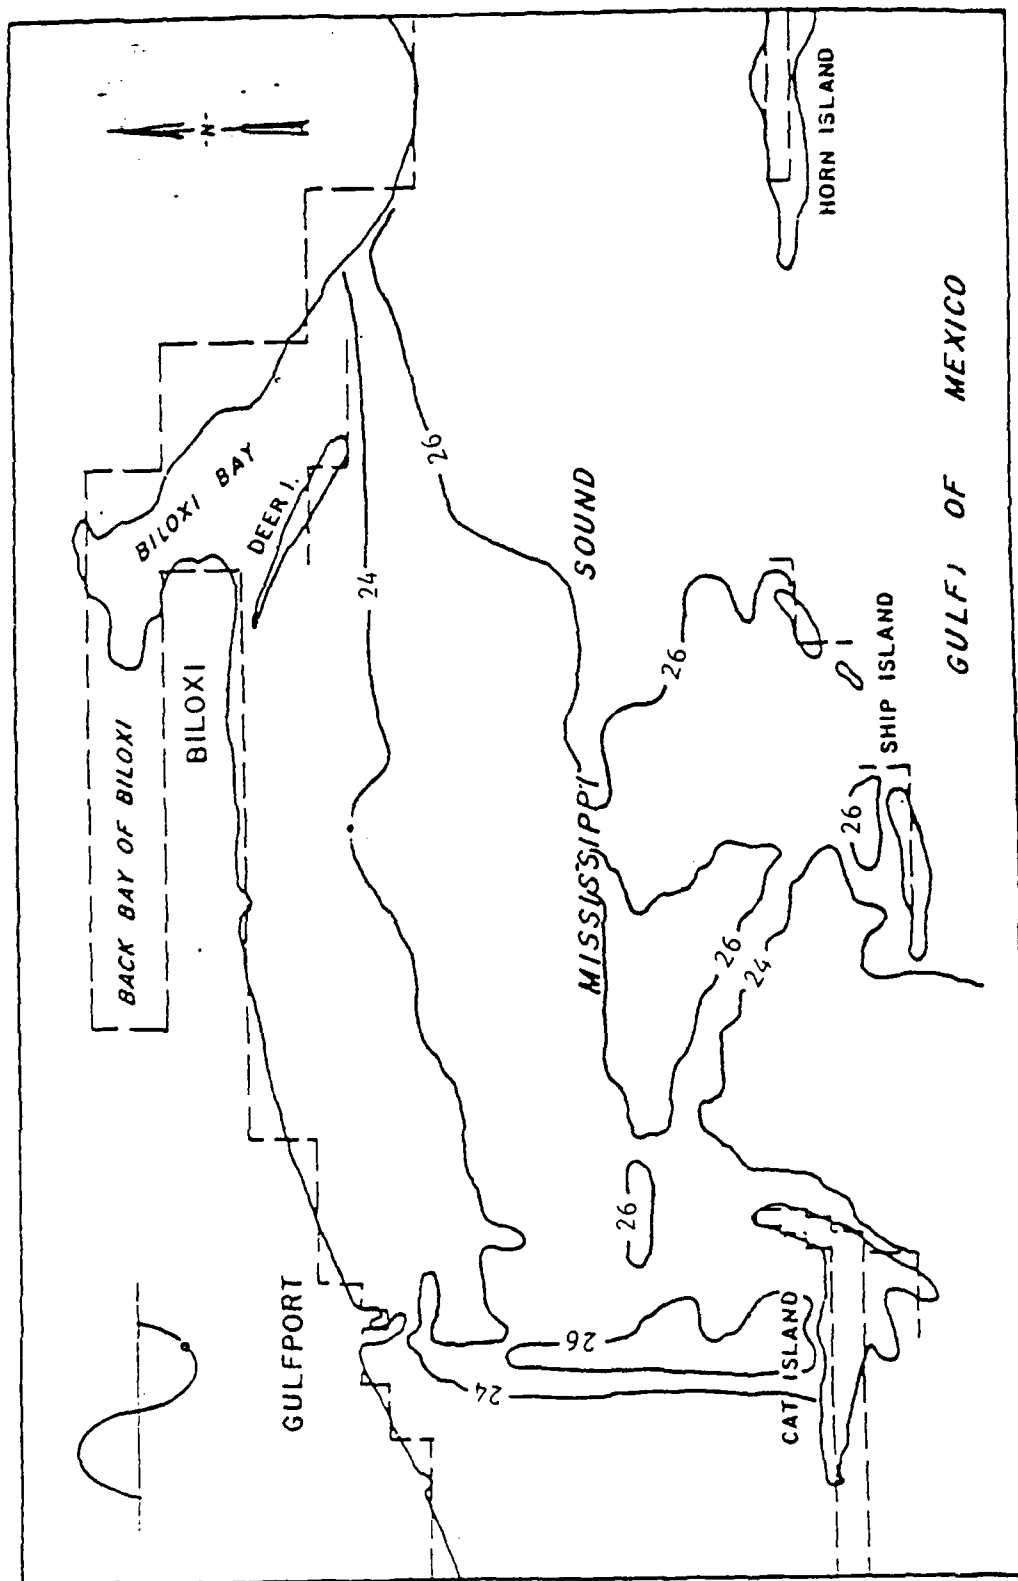 -N-
BACK BAY OF BILOXI
BILOXI BAY
BILOXI
DEER I.
GULFPORT
24
26
MISSISSIPPI SOUND
26
26
24
26
26
26
24
CAT ISLAND
SHIP ISLAND
HORN ISLAND
GULF OF MEXICO